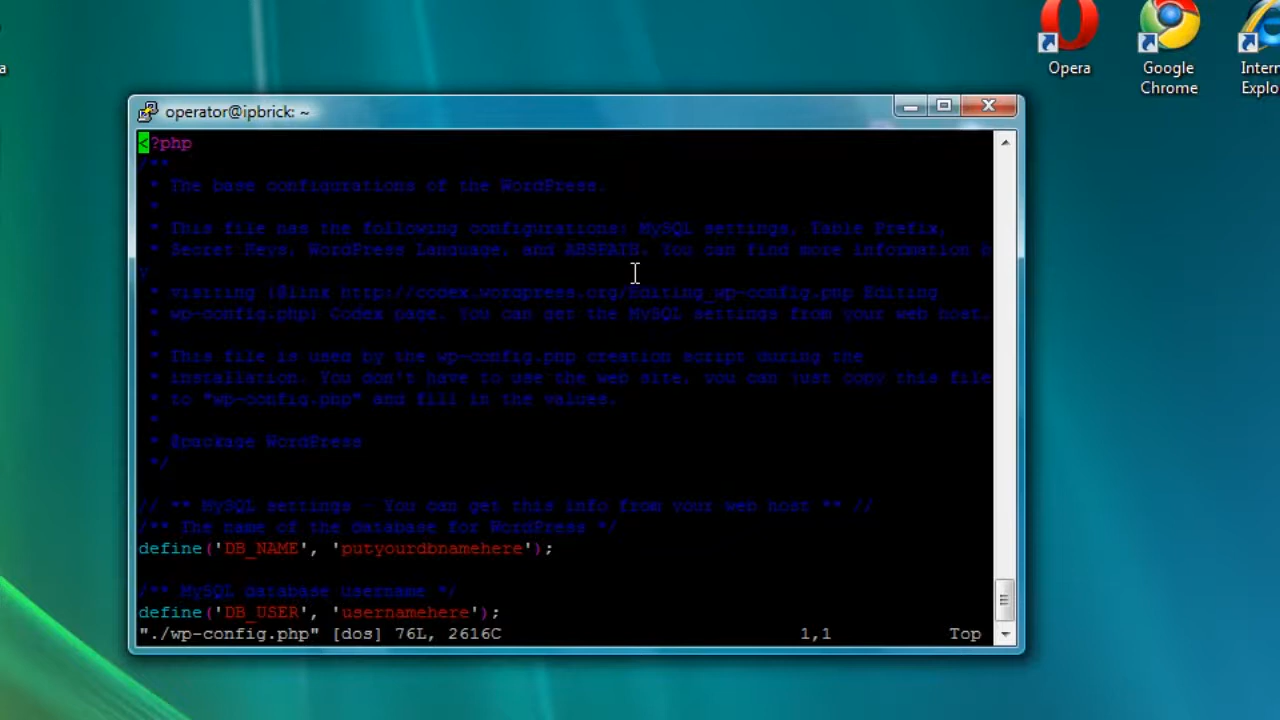 Opera
Google
Chrome
Intern
Explo
a
operator@ipbrick: ~
<?php
/**
* The base configurations of the WordPress.
*
* This file has the following configurations: MySQL settings, Table Prefix,
* Secret Keys, WordPress Language, and ABSPATH. You can find more information b
y
* visiting {@link http://codex.wordpress.org/Editing_wp-config.php Editing
* wp-config.php} Codex page. You can get the MySQL settings from your web host.
*
* This file is used by the wp-config.php creation script during the
* installation. You don't have to use the web site, you can just copy this file
* to "wp-config.php" and fill in the values.
*
* @package WordPress
*/
// ** MySQL settings - You can get this info from your web host ** //
/** The name of the database for WordPress */
define('DB_NAME', 'putyourdbnamehere');
/** MySQL database username */
define('DB_USER', 'usernamehere');
"./wp-config.php" [dos] 76L, 2616C 1,1 Top